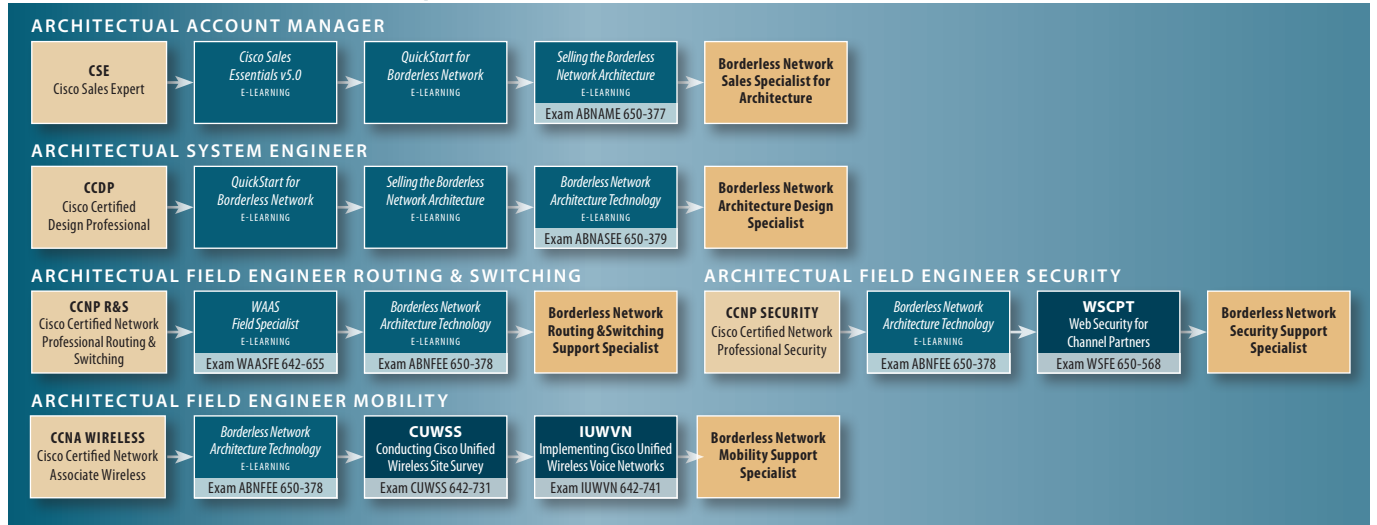 ARCHITECTURAL ACCOUNT MANAGER
CSE
Cisco Sales Expert
Cisco Sales
Essentials v5.0
E-LEARNING
QuickStart for
Borderless Network
E-LEARNING
Selling the Borderless
Network Architecture
E-LEARNING
Exam ABNAME 650-377
Borderless Network
Sales Specialist for
Architecture
ARCHITECTURAL SYSTEM ENGINEER
CCDP
Cisco Certified
Design Professional
QuickStart for
Borderless Network
E-LEARNING
Selling the Borderless
Network Architecture
E-LEARNING
Borderless Network
Architecture Technology
E-LEARNING
Exam ABNASEE 650-379
Borderless Network
Architecture Design
Specialist
ARCHITECTURAL FIELD ENGINEER ROUTING & SWITCHING
CCNP R&S
Cisco Certified Network
Professional Routing &
Switching
WAAS
Field Specialist
E-LEARNING
Exam WAASFE 642-655
Borderless Network
Architecture Technology
E-LEARNING
Exam ABNFEE 650-378
Borderless Network
Routing &Switching
Support Specialist
ARCHITECTURAL FIELD ENGINEER SECURITY
CCNP SECURITY
Cisco Certified Network
Professional Security
Borderless Network
Architecture Technology
E-LEARNING
Exam ABNFEE 650-378
WSCPT
Web Security for
Channel Partners
Exam WSFE 650-568
Borderless Network
Security Support
Specialist
ARCHITECTURAL FIELD ENGINEER MOBILITY
CCNA WIRELESS
Cisco Certified Network
Associate Wireless
Borderless Network
Architecture Technology
E-LEARNING
Exam ABNFEE 650-378
CUWSS
Conducting Cisco Unified
Wireless Site Survey
Exam CUWSS 642-731
IUWVN
Implementing Cisco Unified
Wireless Voice Networks
Exam IUWVN 642-741
Borderless Network
Mobility Support
Specialist